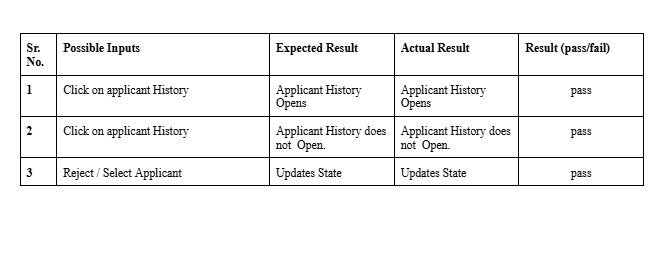 Sr. No. Possible Inputs Expected Result Actual Result Result (pass/fail)
1 Click on applicant History Applicant History Opens Applicant History Opens pass
2 Click on applicant History Applicant History does not Open. Applicant History does not Open. pass
3 Reject / Select Applicant Updates State Updates State pass